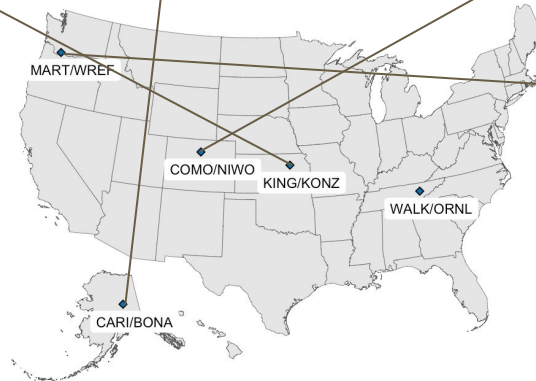 MART/WREF
COMO/NIWO
KING/KONZ
WALK/ORNL
CARI/BONA